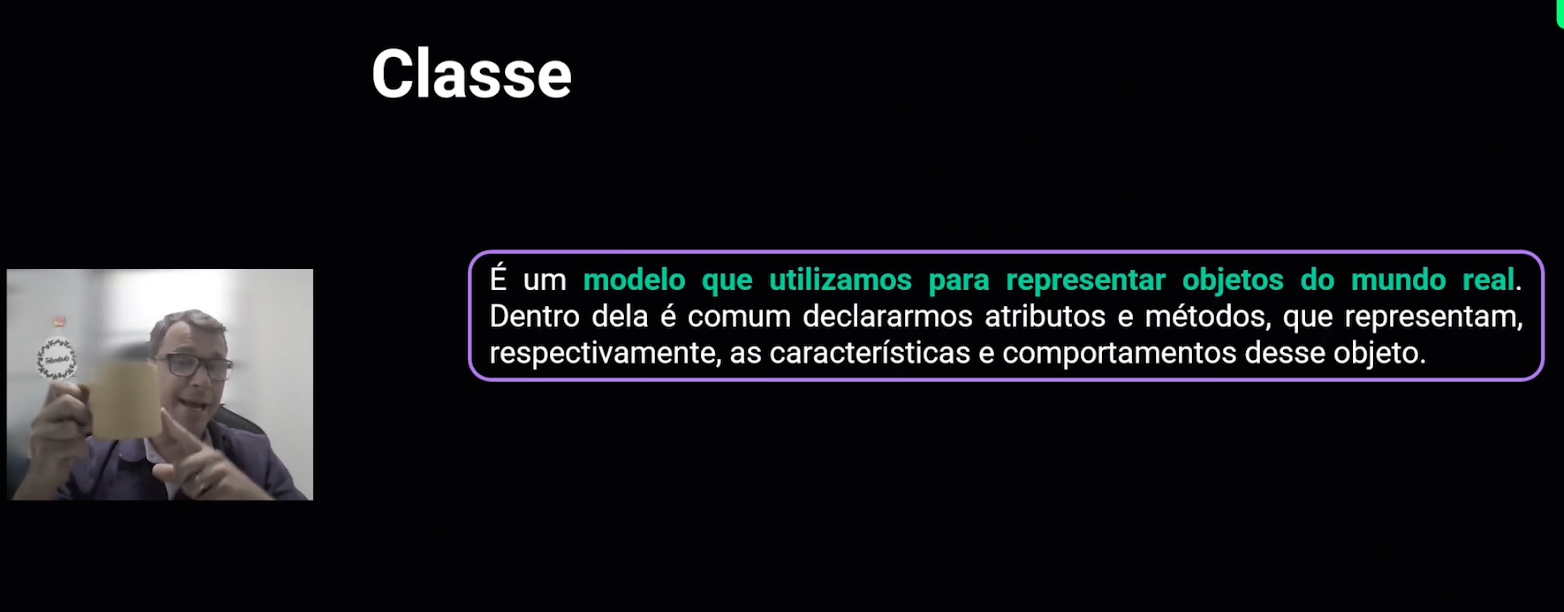 Classe
É um modelo que utilizamos para representar objetos do mundo real.
Dentro dela é comum declararmos atributos e métodos, que representam,
respectivamente, as características e comportamentos desse objeto.